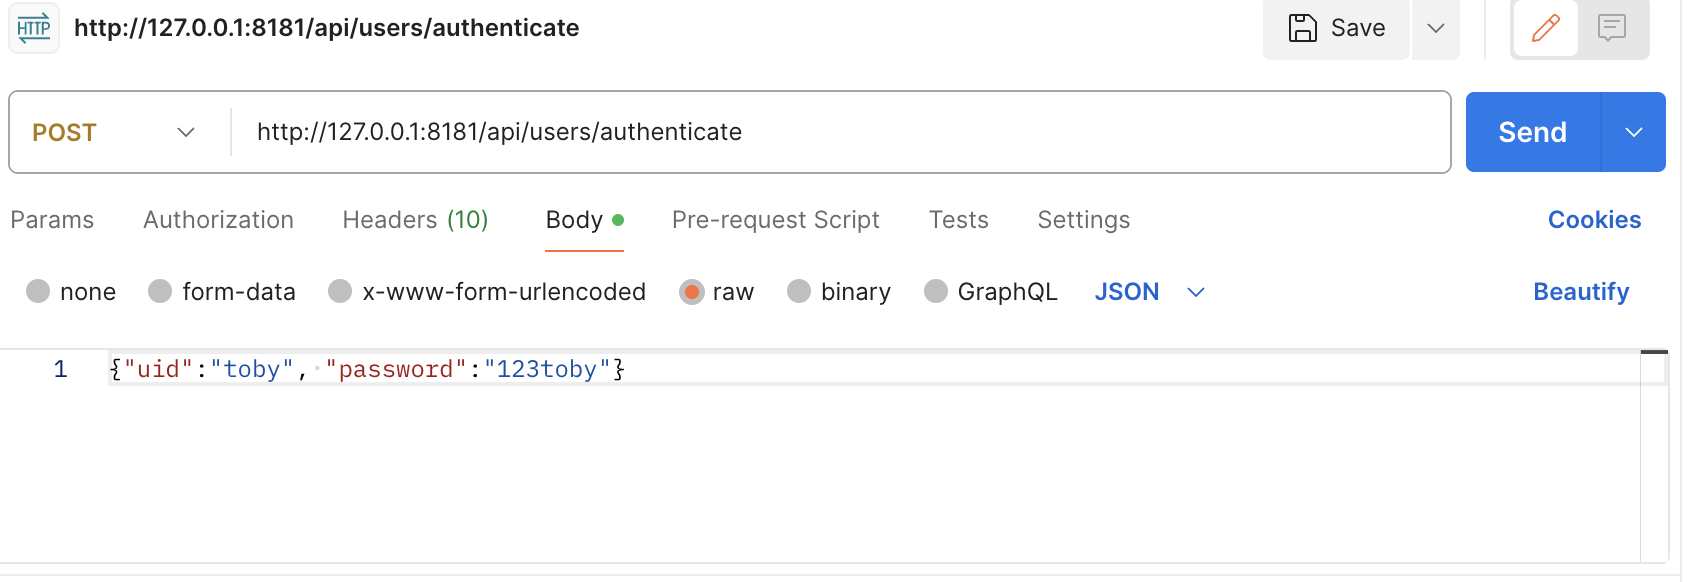 HTTP http://127.0.0.1:8181/api/users/authenticate Save
POST http://127.0.0.1:8181/api/users/authenticate Send
Params Authorization Headers (10) Body Pre-request Script Tests Settings Cookies
none form-data x-www-form-urlencoded raw binary GraphQL JSON Beautify
1 {"uid":"toby", "password":"123toby"}